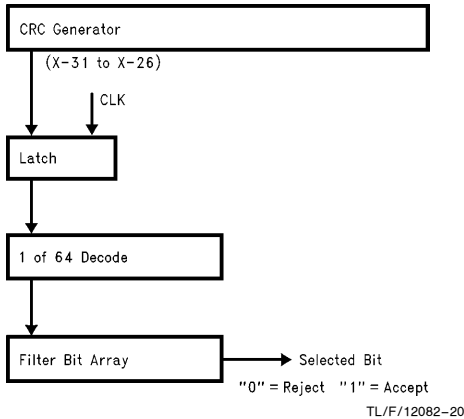 CRC Generator
(X-31 to X-26)
CLK
Latch
1 of 64 Decode
Filter Bit Array
Selected Bit
"0" = Reject "1" = Accept
TL/F/12082-20